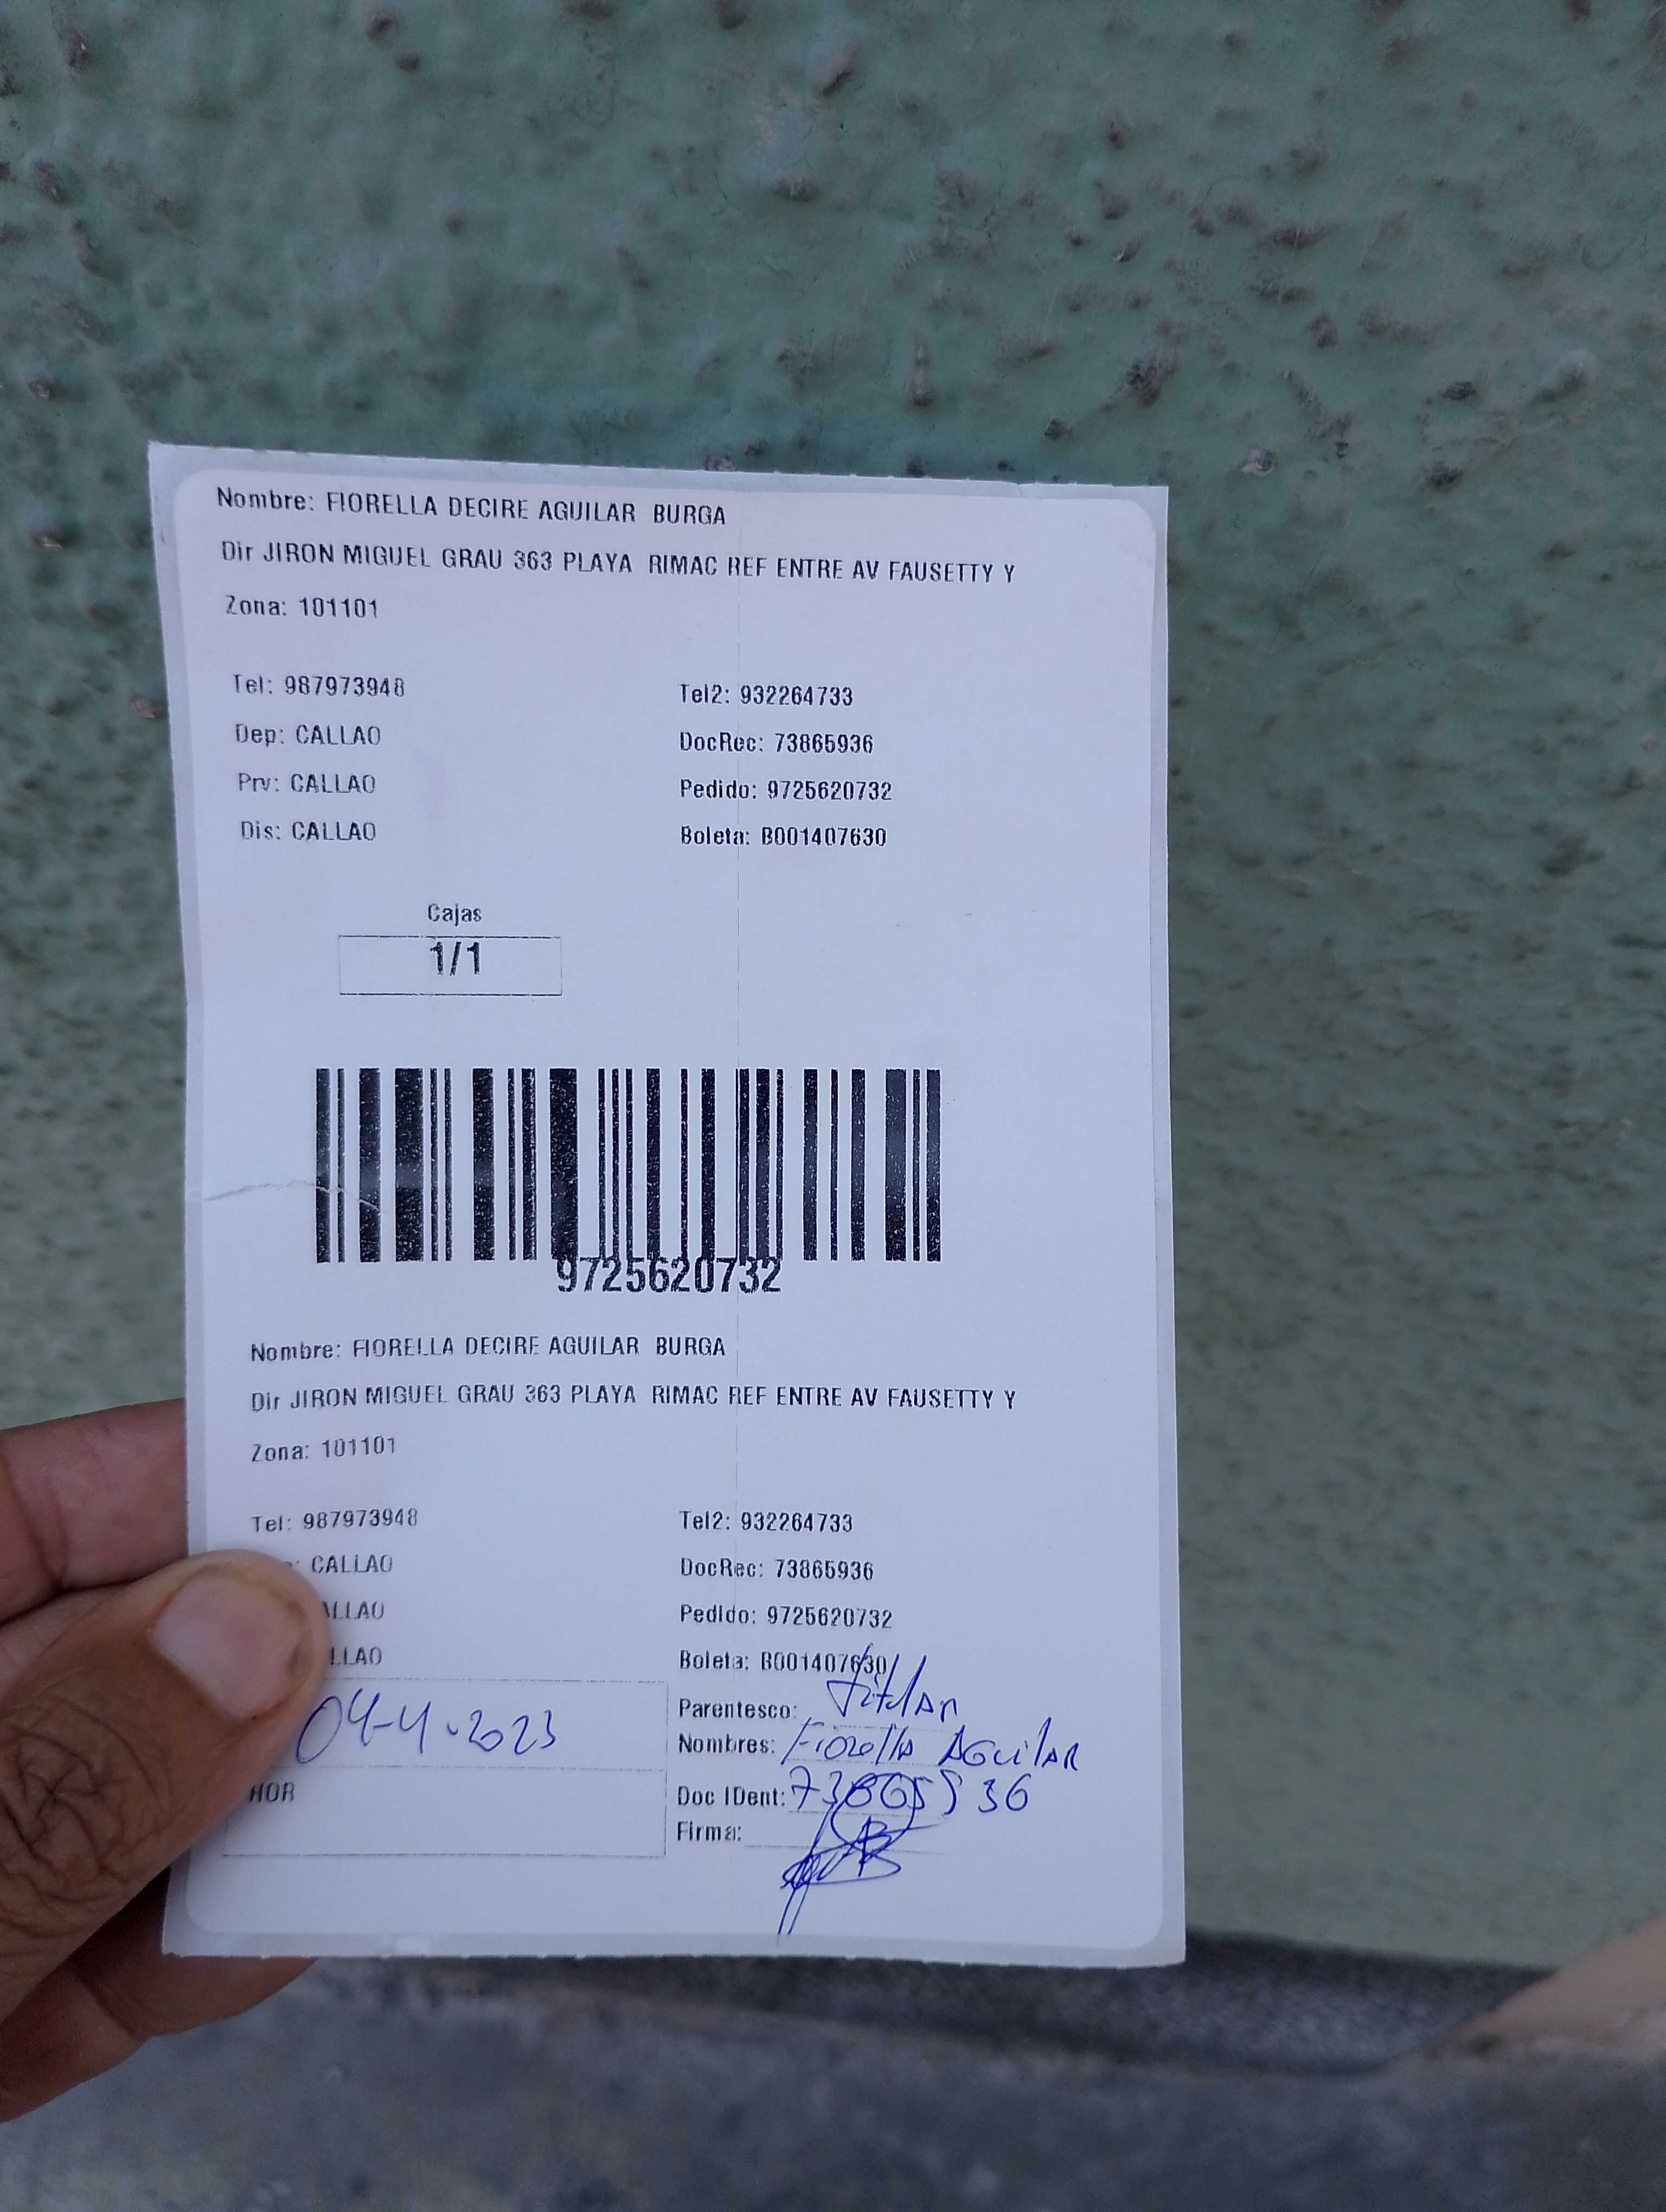 Nombre: FIORELLA DECIRE AGUILAR BURGA
Dir JIRON MIGUEL GRAU 363 PLAYA RIMAC REF ENTRE AV FAUSETTY Y
Zona: 101101
Tel: 987973948 Tel2: 932264733
Dep: CALLAO DocRec: 73865936
Prv: CALLAO Pedido: 9725620732
Dis: CALLAO Boleta: B001407630
Cajas
1/1
9725620732
Nombre: FIORELLA DECIRE AGUILAR BURGA
Dir JIRON MIGUEL GRAU 363 PLAYA RIMAC REF ENTRE AV FAUSETTY Y
Zona: 101101
Tel: 987973948 Tel2: 932264733
CALLAO DocRec: 73865936
ALLAO Pedido: 9725620732
LLAO Boleta: B001407630
Parentesco: titular
04-4-2023 Nombres: Fiorella AGuilAR
HOR Doc IDent: 73865936
Firma: